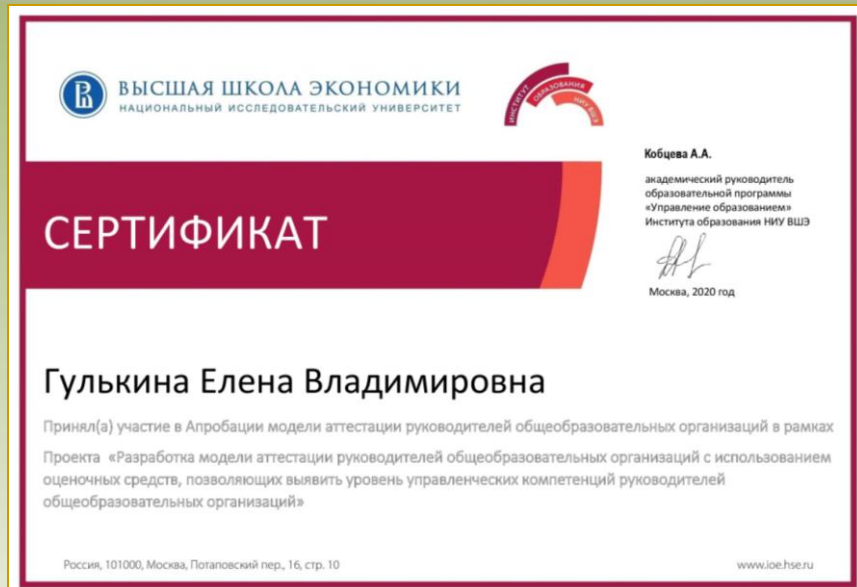 ВЫСШАЯ ШКОЛА ЭКОНОМИКИ
НАЦИОНАЛЬНЫЙ ИССЛЕДОВАТЕЛЬСКИЙ УНИВЕРСИТЕТ
ИНСТИТУТ
ОБРАЗОВАНИЯ
НИУ ВШЭ
Кобцева А.А.
академический руководитель
образовательной программы
«Управление образованием»
Института образования НИУ ВШЭ
Москва, 2020 год
СЕРТИФИКАТ
Гулькина Елена Владимировна
Принял(а) участие в Апробации модели аттестации руководителей общеобразовательных организаций в рамках
Проекта «Разработка модели аттестации руководителей общеобразовательных организаций с использованием
оценочных средств, позволяющих выявить уровень управленческих компетенций руководителей
общеобразовательных организаций»
Россия, 101000, Москва, Потаповский пер., 16, стр. 10
www.ioe.hse.ru